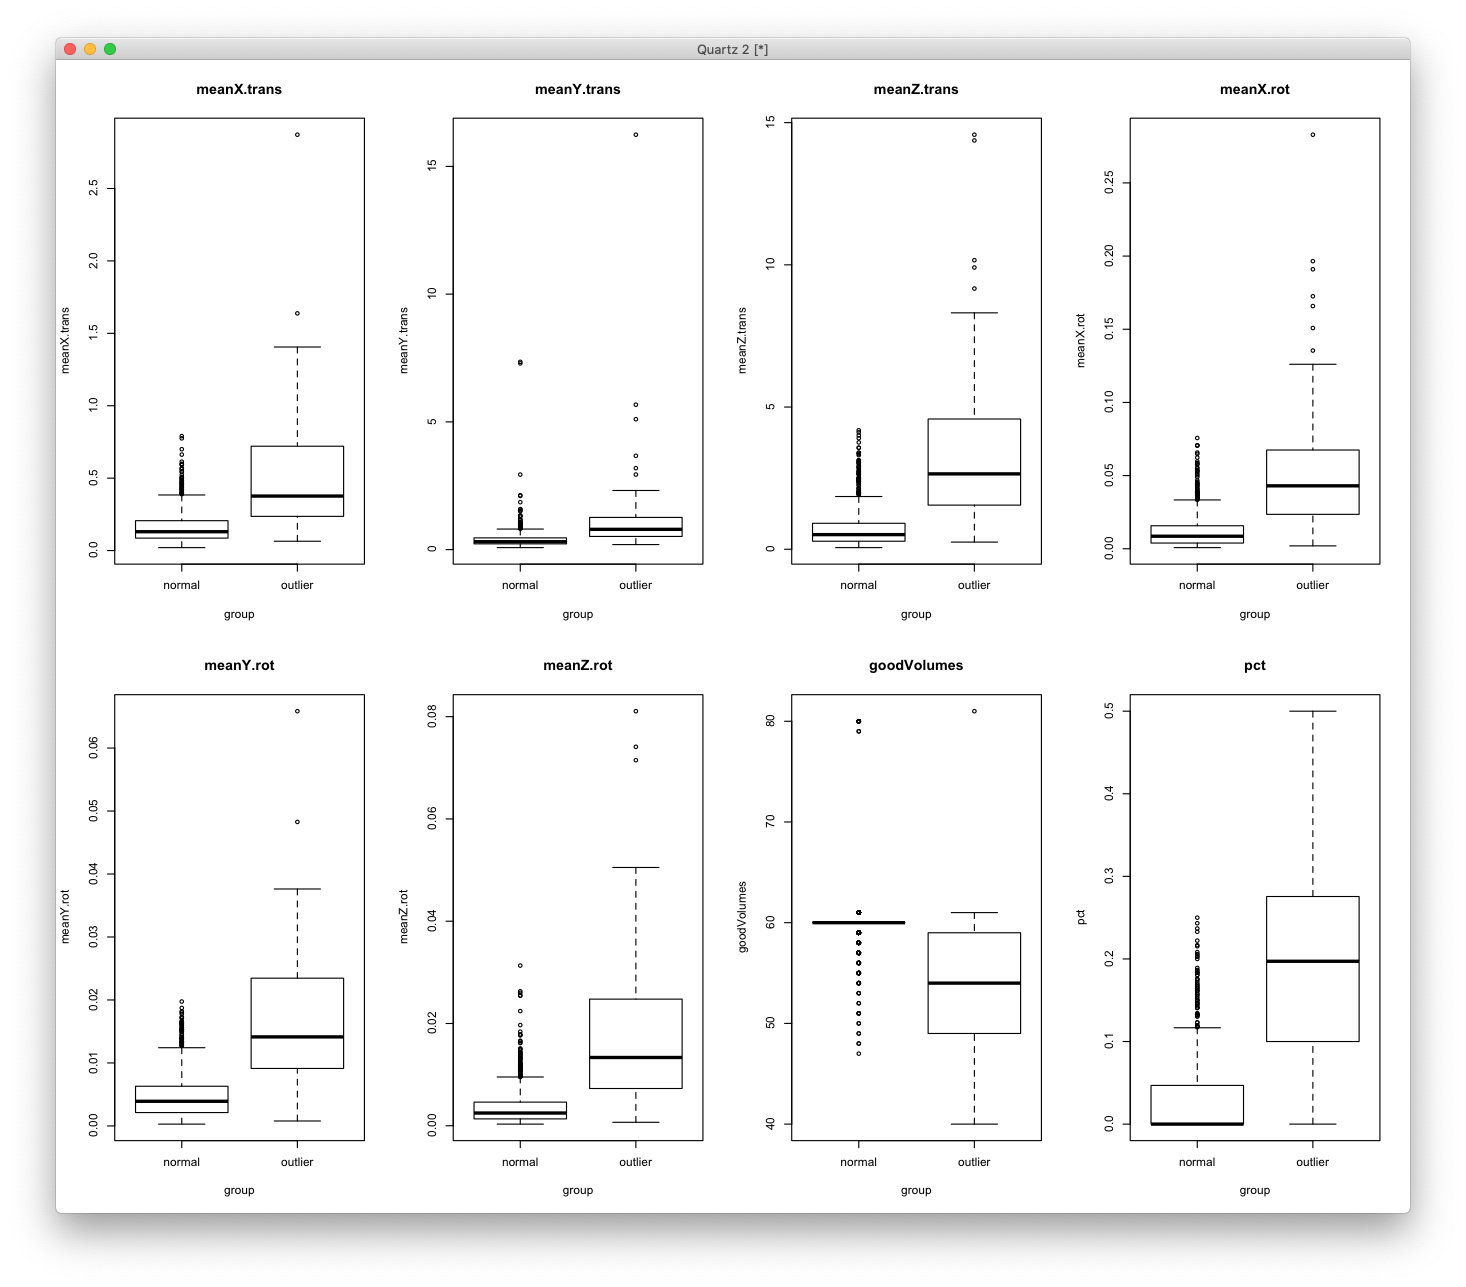 Quartz 2 [*]
meanX.trans
meanX.trans
0.0 0.5 1.0 1.5 2.0 2.5
normal outlier
group
meanY.trans
meanY.trans
0 5 10 15
normal outlier
group
meanZ.trans
meanZ.trans
0 5 10 15
normal outlier
group
meanX.rot
meanX.rot
0.00 0.05 0.10 0.15 0.20 0.25
normal outlier
group
meanY.rot
meanY.rot
0.00 0.01 0.02 0.03 0.04 0.05 0.06
normal outlier
group
meanZ.rot
meanZ.rot
0.00 0.02 0.04 0.06 0.08
normal outlier
group
goodVolumes
goodVolumes
40 50 60 70 80
normal outlier
group
pct
pct
0.0 0.1 0.2 0.3 0.4 0.5
normal outlier
group